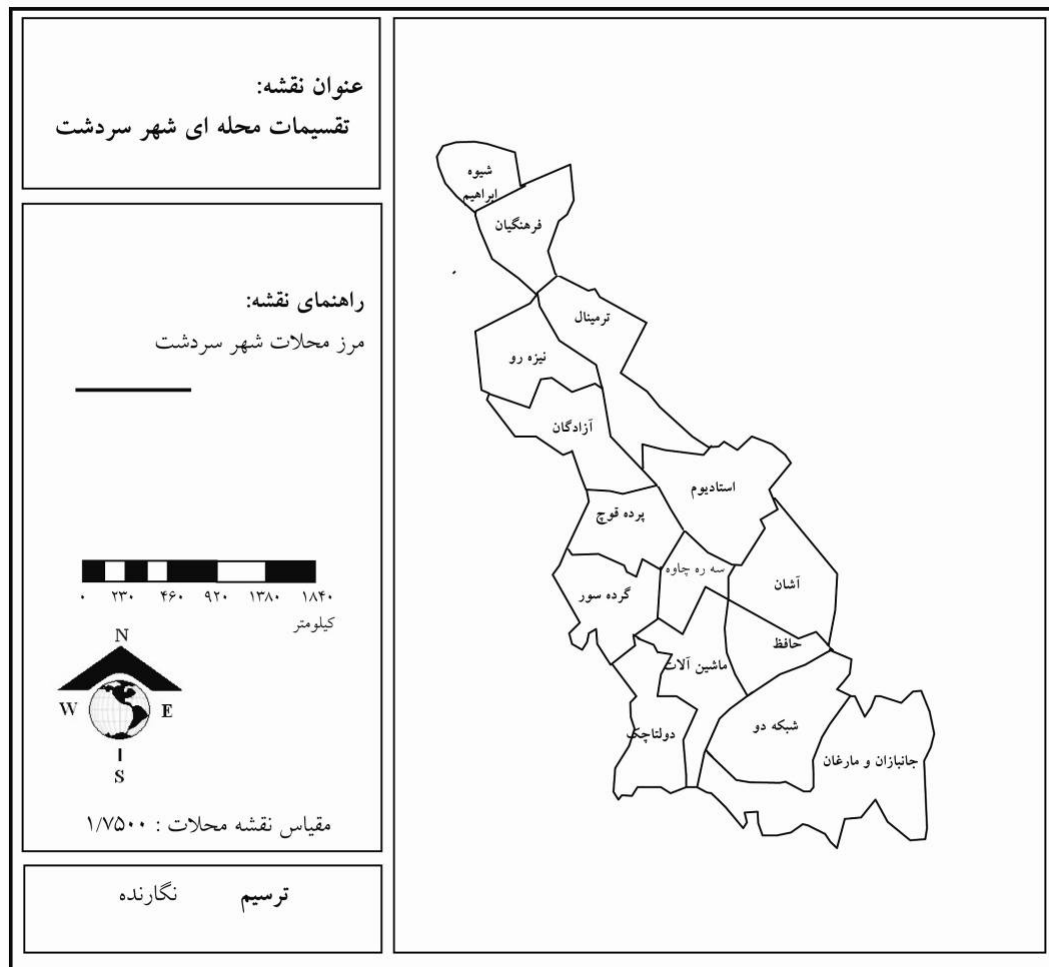 عنوان نقشه:
تقسیمات محله ای شهر سردشت
راهنمای نقشه:
مرز محلات شهر سردشت
۰ ۲۳۰ ۴۶۰ ۹۲۰ ۱۳۸۰ ۱۸۴۰
کیلومتر
N
W E
S
مقیاس نقشه محلات : ۱/۷۵۰۰
ترسیم نگارنده
شیوه
ابراهیم
فرهنگیان
ترمینال
نیزه رو
آزادگان
استادیوم
پرده قوچ
سه ره چاوه
آشان
گرده سور
حافظ
ماشین آلات
شبکه دو
دولتاچک
جانبازان و مارغان